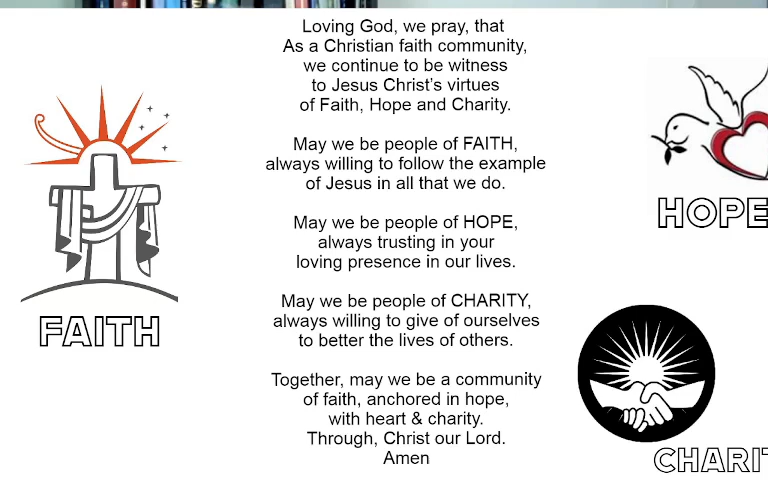 Loving God, we pray, that
As a Christian faith community,
we continue to be witness
to Jesus Christ's virtues
of Faith, Hope and Charity.
May we be people of FAITH,
always willing to follow the example
of Jesus in all that we do.
May we be people of HOPE,
always trusting in your
loving presence in our lives.
May we be people of CHARITY,
always willing to give of ourselves
to better the lives of others.
Together, may we be a community
of faith, anchored in hope,
with heart & charity.
Through, Christ our Lord.
Amen
FAITH
HOPE
CHARIT